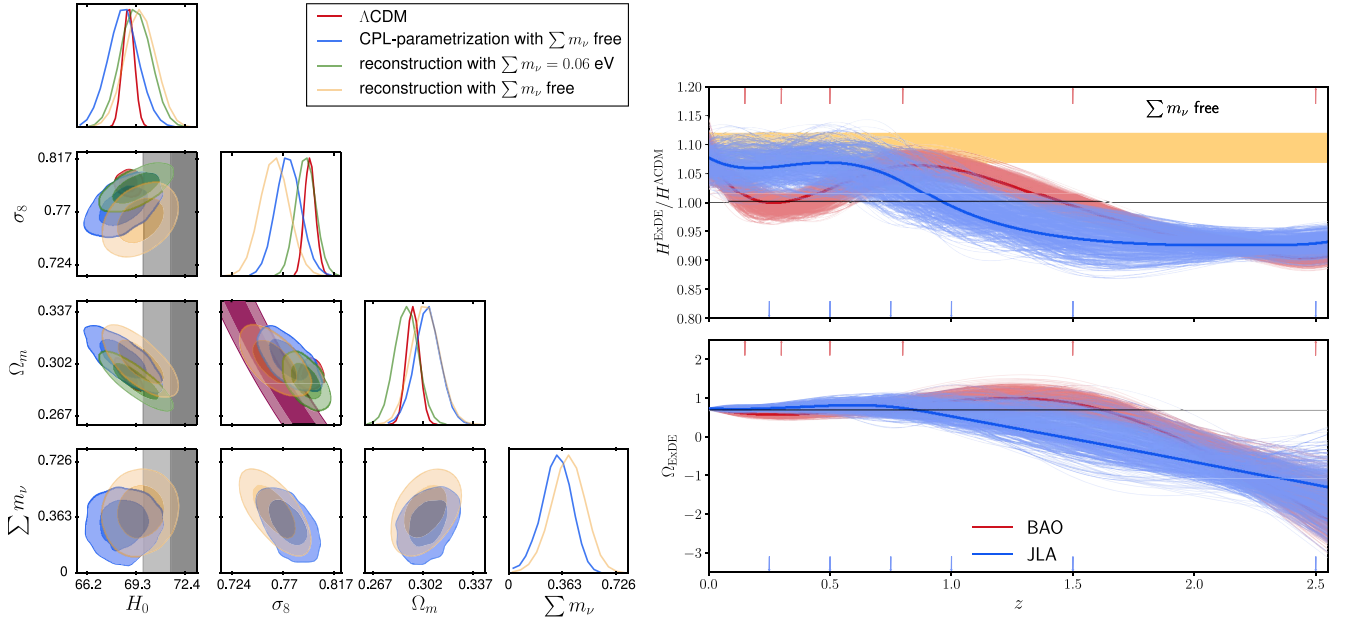 ΛCDM
CPL-parametrization with ∑ m_ν free
reconstruction with ∑ m_ν = 0.06 eV
reconstruction with ∑ m_ν free
0.817
0.77
0.724
σ_8
0.337
0.302
0.267
Ω_m
0.726
0.363
0
∑ m_ν
66.2 69.3 72.4
H_0
0.724 0.77 0.817
σ_8
0.267 0.302 0.337
Ω_m
0 0.363 0.726
∑ m_ν
∑ m_ν free
1.20
1.15
1.10
1.05
1.00
0.95
0.90
0.85
0.80
H^ExDE/H^ΛCDM
2
1
0
−1
−2
−3
Ω_ExDE
BAO
JLA
0.0 0.5 1.0 1.5 2.0 2.5
z